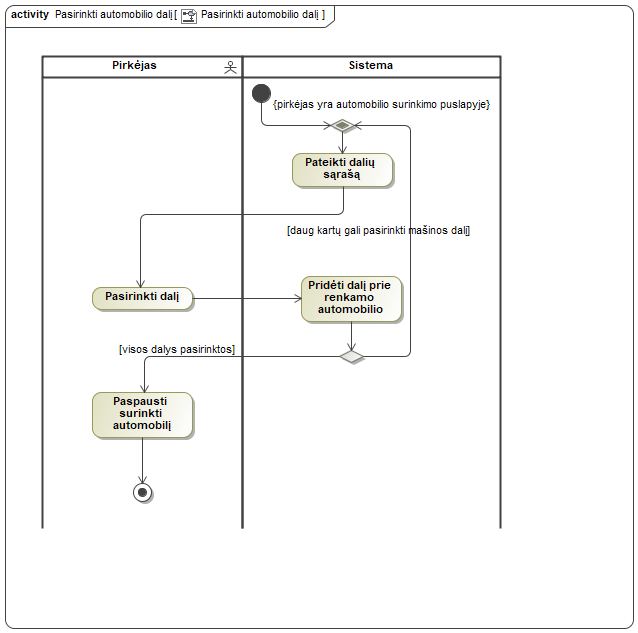 activity Pasirinkti automobilio dalį[ Pasirinkti automobilio dalį ]
Pirkėjas
Sistema
{pirkėjas yra automobilio surinkimo puslapyje}
Pateikti dalių
sąrašą
[daug kartų gali pasirinkti mašinos dalį]
Pasirinkti dalį
Pridėti dalį prie
renkamo
automobilio
[visos dalys pasirinktos]
Paspausti
surinkti
automobilį